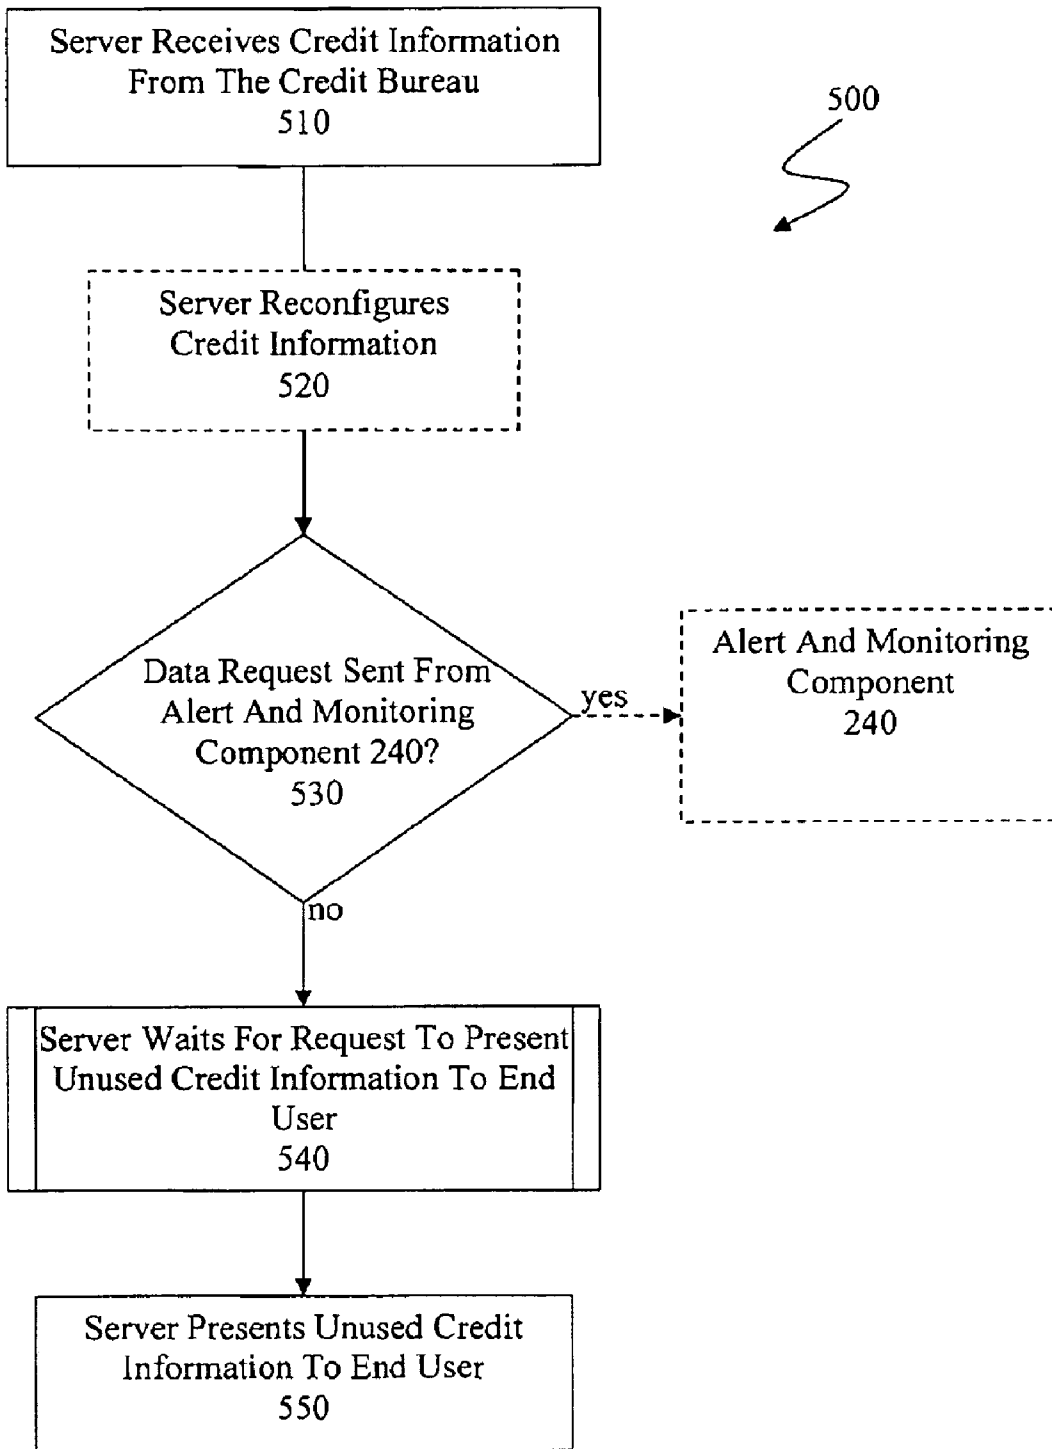 Server Receives Credit Information
From The Credit Bureau
510
500
Server Reconfigures
Credit Information
520
Data Request Sent From
Alert And Monitoring
Component 240?
530
yes
Alert And Monitoring
Component
240
no
Server Waits For Request To Present
Unused Credit Information To End
User
540
Server Presents Unused Credit
Information To End User
550